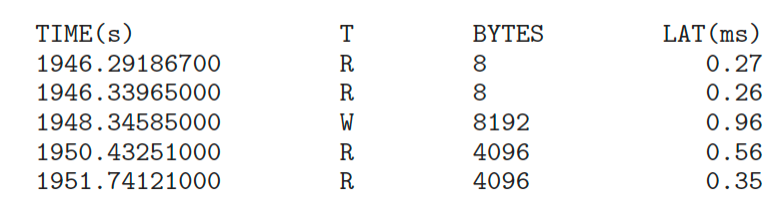 TIME(s) T BYTES LAT(ms)
1946.29186700 R 8 0.27
1946.33965000 R 8 0.26
1948.34585000 W 8192 0.96
1950.43251000 R 4096 0.56
1951.74121000 R 4096 0.35